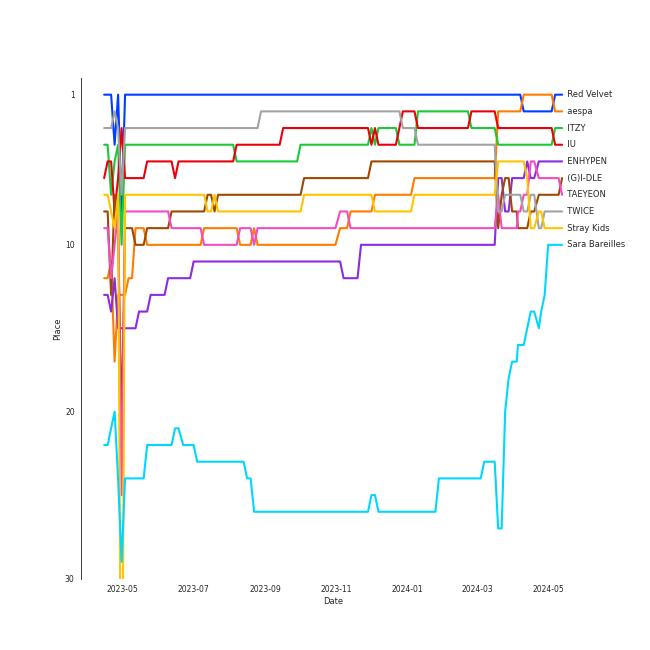 1
10
20
30
Place
2023-05
2023-07
2023-09
2023-11
2024-01
2024-03
2024-05
Date
Red Velvet
aespa
ITZY
IU
ENHYPEN
(G)I-DLE
TAEYEON
TWICE
Stray Kids
Sara Bareilles